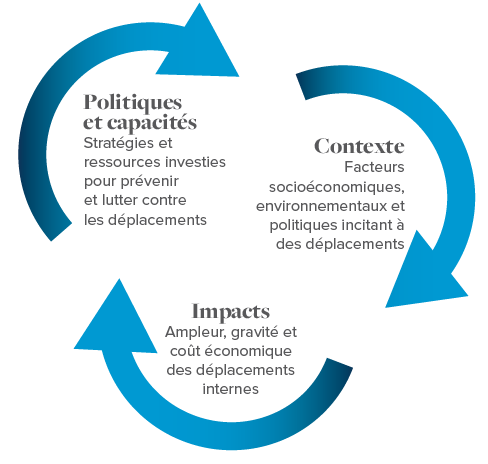 Politiques
et capacités
Stratégies et
ressources investies
pour prévenir
et lutter contre
les déplacements
Contexte
Facteurs
socioéconomiques,
environnementaux et
politiques incitant à
des déplacements
Impacts
Ampleur, gravité et
coût économique
des déplacements
internes